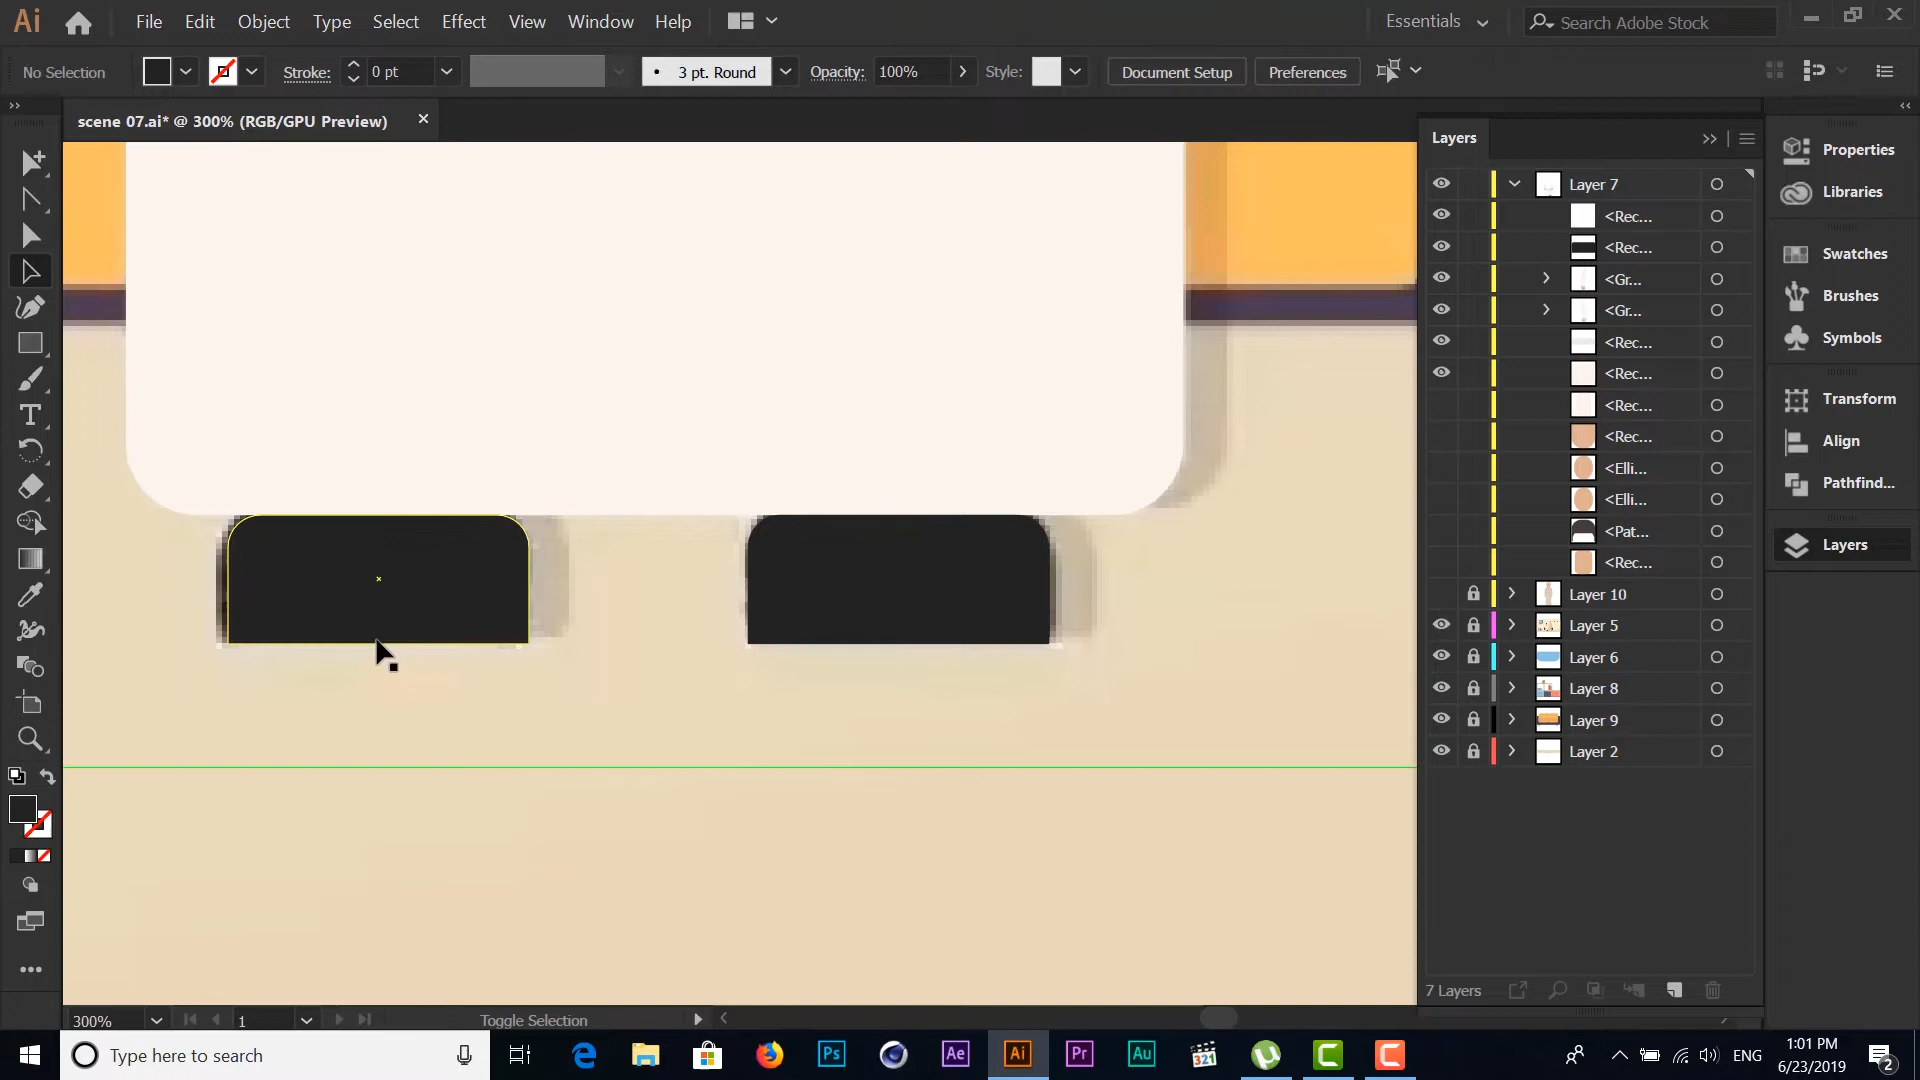 Ai File Edit Object Type Select Effect View Window Help Essentials Search Adobe Stock
No Selection Stroke: 0 pt 3 pt. Round Opacity: 100% Style: Document Setup Preferences
scene 07.ai* @ 300% (RGB/GPU Preview)
Layers
Layer 7
<Rec...
<Rec...
<Gr...
<Gr...
<Rec...
<Rec...
<Rec...
<Rec...
<Elli...
<Elli...
<Pat...
<Rec...
Layer 10
Layer 5
Layer 6
Layer 8
Layer 9
Layer 2
7 Layers
Properties
Libraries
Swatches
Brushes
Symbols
Transform
Align
Pathfind...
Layers
300% 1 Toggle Selection
Type here to search
Ps
Ae
Ai
Pr
Au
321
ENG
1:01 PM
6/23/2019
2